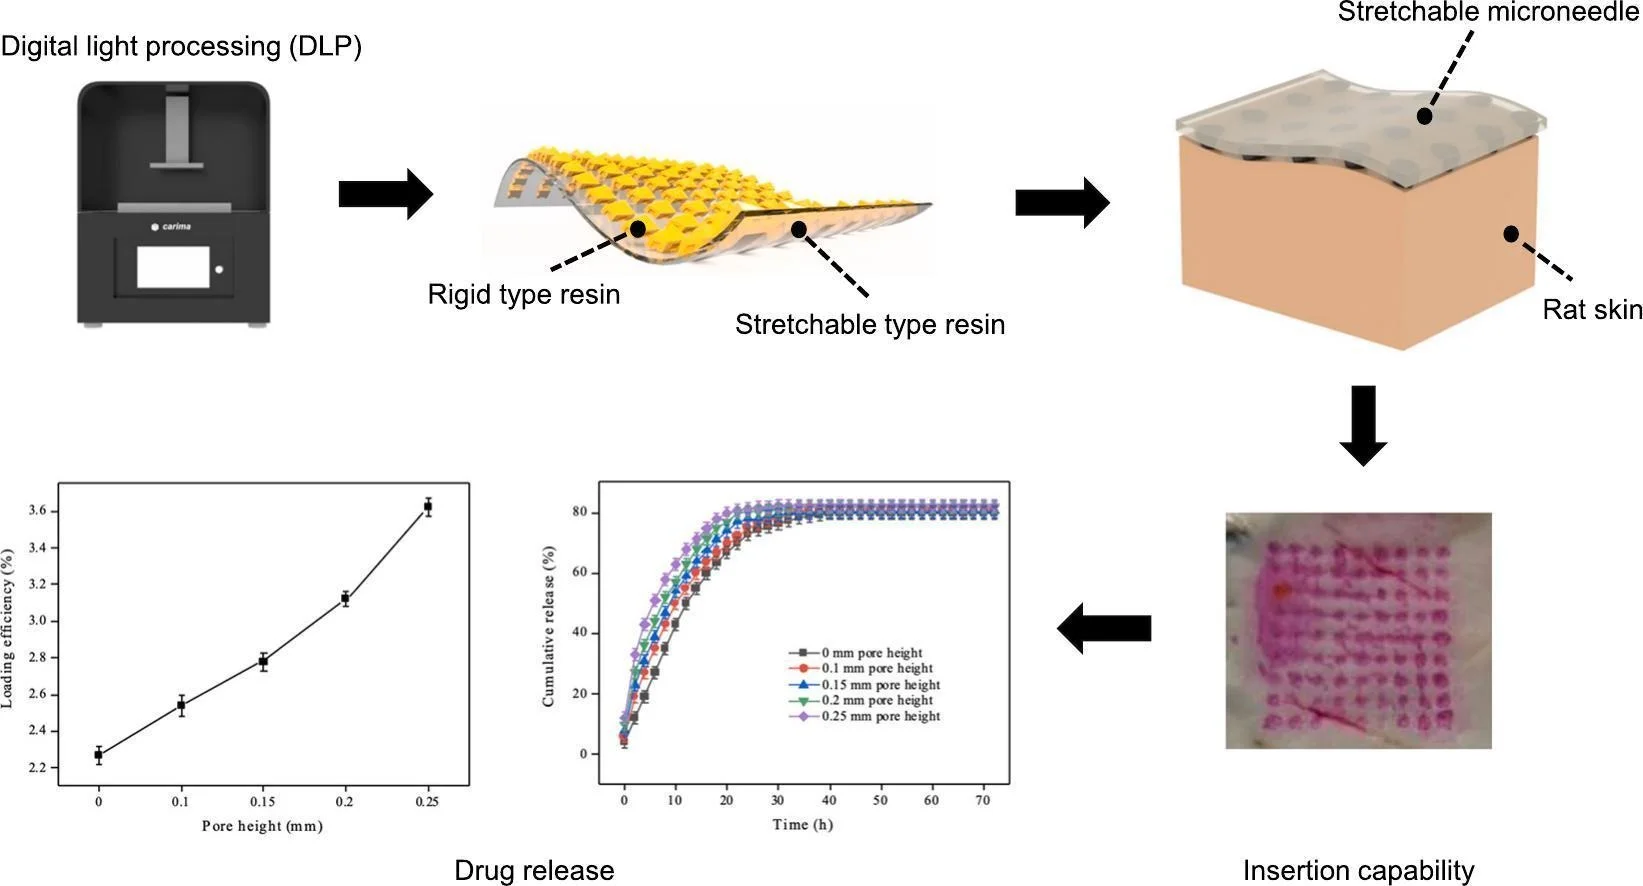 Stretchable microneedle
Digital light processing (DLP)
carima
Rigid type resin
Stretchable type resin
Rat skin
Loading efficiency (%)
3.6
3.4
3.2
3.0
2.8
2.6
2.4
2.2
0 0.1 0.15 0.2 0.25
Pore height (mm)
Cumulative release (%)
80
60
40
20
0
0 mm pore height
0.1 mm pore height
0.15 mm pore height
0.2 mm pore height
0.25 mm pore height
0 10 20 30 40 50 60 70
Time (h)
Drug release
Insertion capability